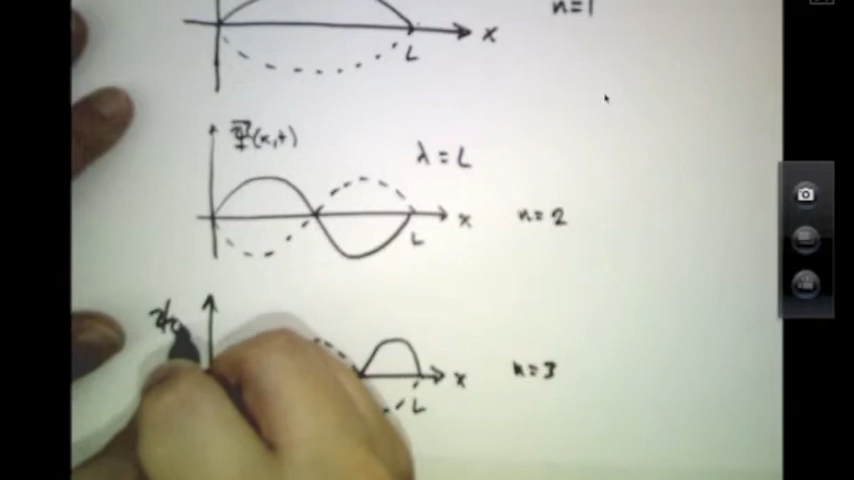 n=1
x
L
Ψ(x,t)
λ = L
x
n=2
L
x
n=3
L